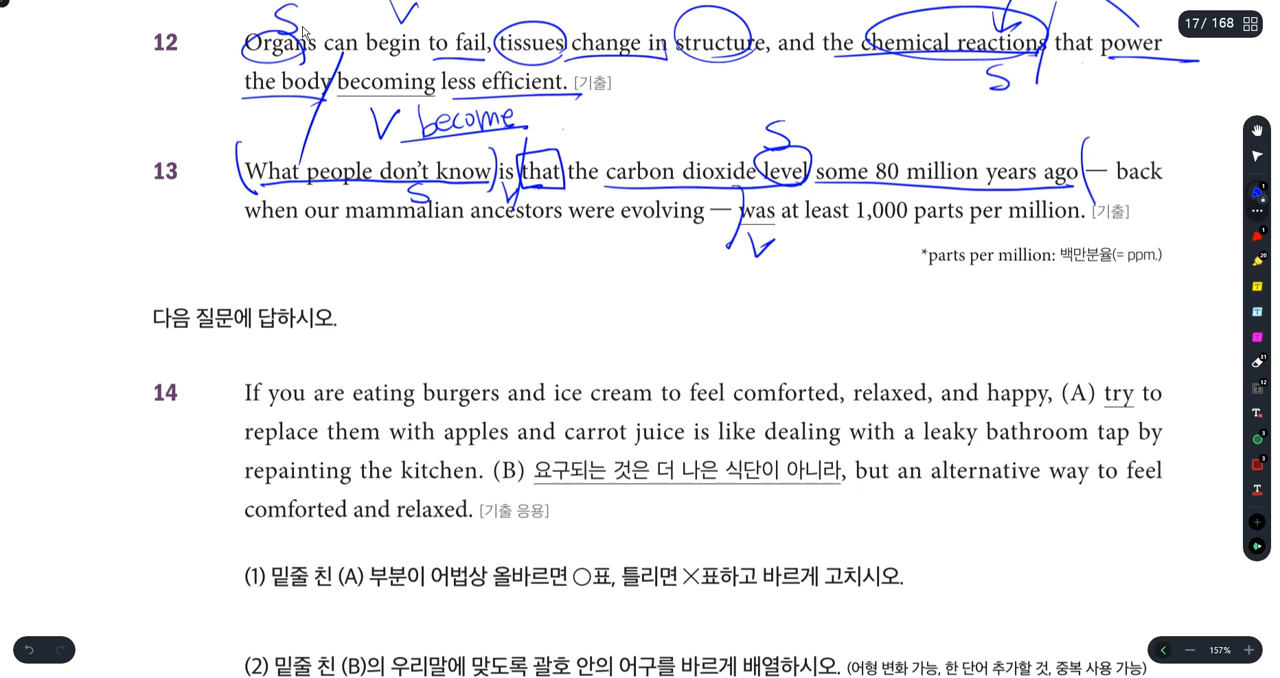 S V
17 / 168
12 Organs can begin to fail, tissues change in structure, and the chemical reactions that power
S
the body becoming less efficient. [기출]
V become
S
13 What people don't know is that the carbon dioxide level some 80 million years ago — back
S V
when our mammalian ancestors were evolving — was at least 1,000 parts per million. [기출]
V
*parts per million: 백만분율(= ppm.)
다음 질문에 답하시오.
14 If you are eating burgers and ice cream to feel comforted, relaxed, and happy, (A) try to
replace them with apples and carrot juice is like dealing with a leaky bathroom tap by
repainting the kitchen. (B) 요구되는 것은 더 나은 식단이 아니라, but an alternative way to feel
comforted and relaxed. [기출 응용]
(1) 밑줄 친 (A) 부분이 어법상 올바르면 ○표, 틀리면 ×표하고 바르게 고치시오.
(2) 밑줄 친 (B)의 우리말에 맞도록 괄호 안의 어구를 바르게 배열하시오. (어형 변화 가능, 한 단어 추가할 것, 중복 사용 가능)
157%